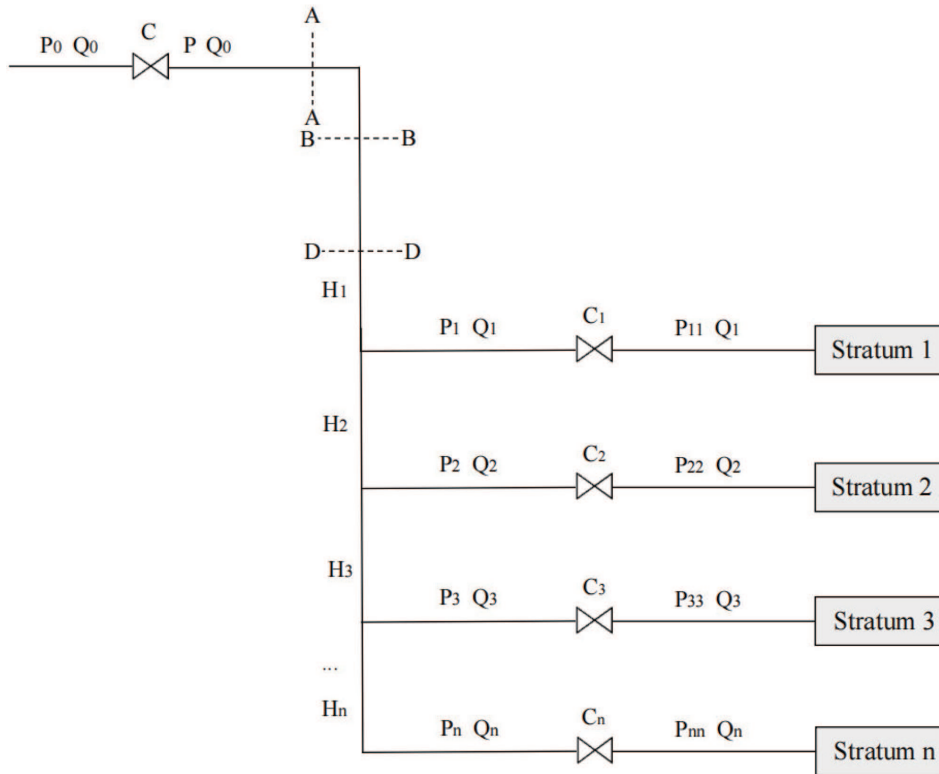 A
P0 Q0 C P Q0
A
B B
D D
H1
P1 Q1 C1 P11 Q1
Stratum 1
H2
P2 Q2 C2 P22 Q2
Stratum 2
H3
P3 Q3 C3 P33 Q3
Stratum 3
...
Hn
Pn Qn Cn Pnn Qn
Stratum n